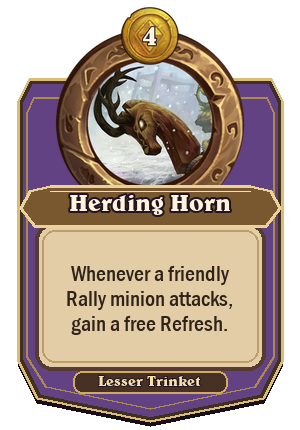 4
Herding Horn
Whenever a friendly
Rally minion attacks,
gain a free Refresh.
Lesser Trinket